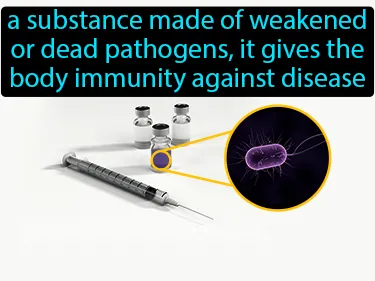 a substance made of weakened
or dead pathogens, it gives the
body immunity against disease